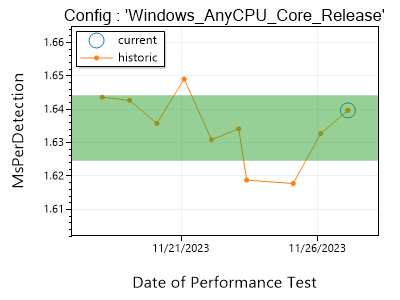 Config : 'Windows_AnyCPU_Core_Release'
current
historic
1.66
1.65
1.64
1.63
1.62
1.61
MsPerDetection
11/21/2023
11/26/2023
Date of Performance Test